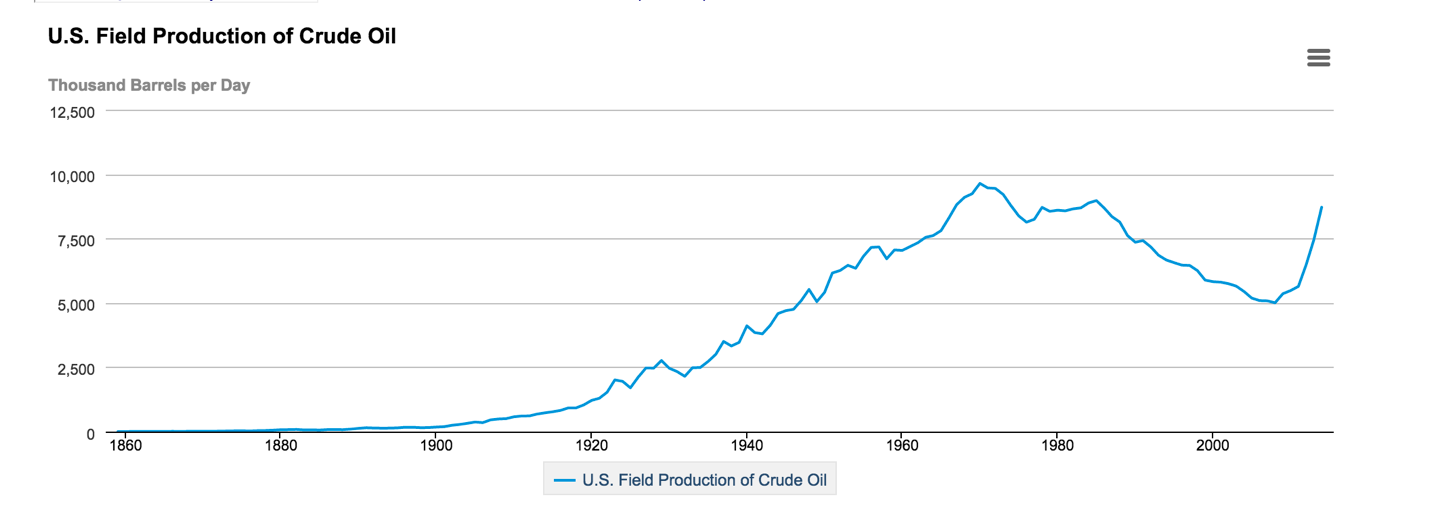 U.S. Field Production of Crude Oil
Thousand Barrels per Day
12,500
10,000
7,500
5,000
2,500
0
1860 1880 1900 1920 1940 1960 1980 2000
U.S. Field Production of Crude Oil